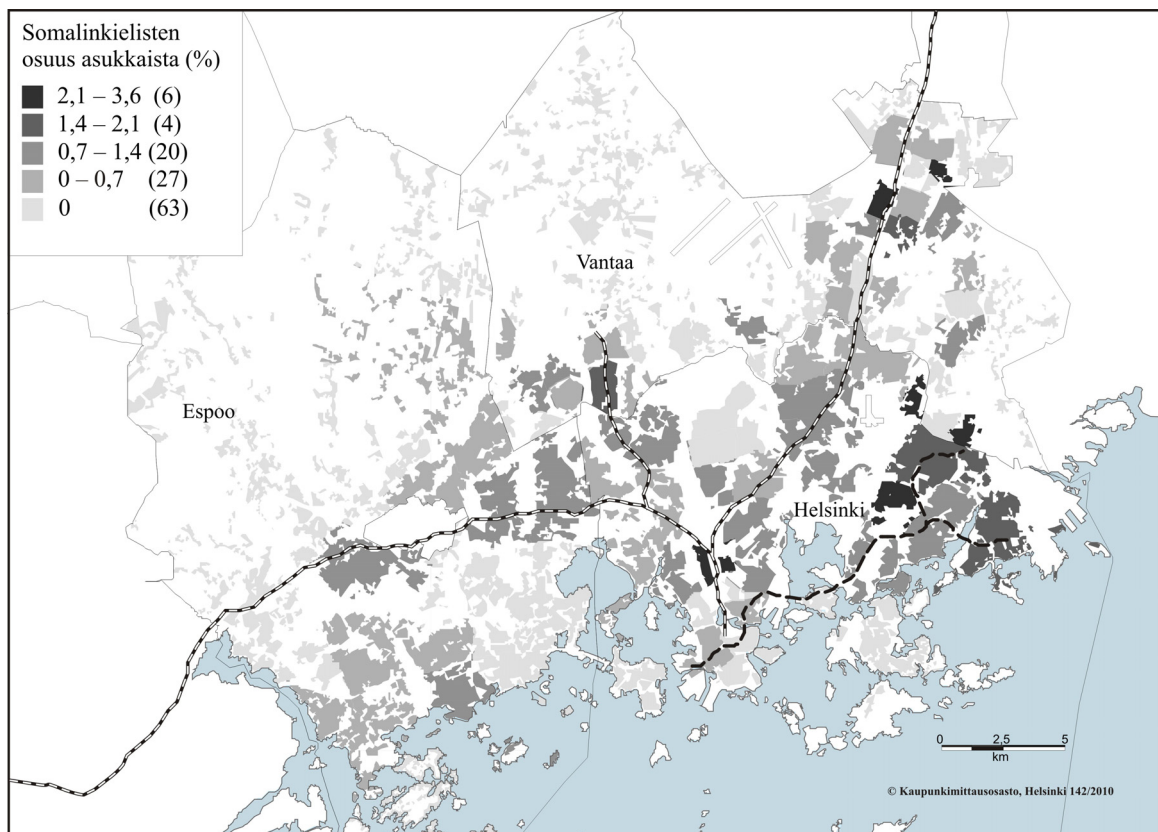 Somalinkielisten
osuus asukkaista (%)
2,1 – 3,6 (6)
1,4 – 2,1 (4)
0,7 – 1,4 (20)
0 – 0,7 (27)
0 (63)
Vantaa
Espoo
Helsinki
0 2,5 5
km
© Kaupunkimittausosasto, Helsinki 142/2010